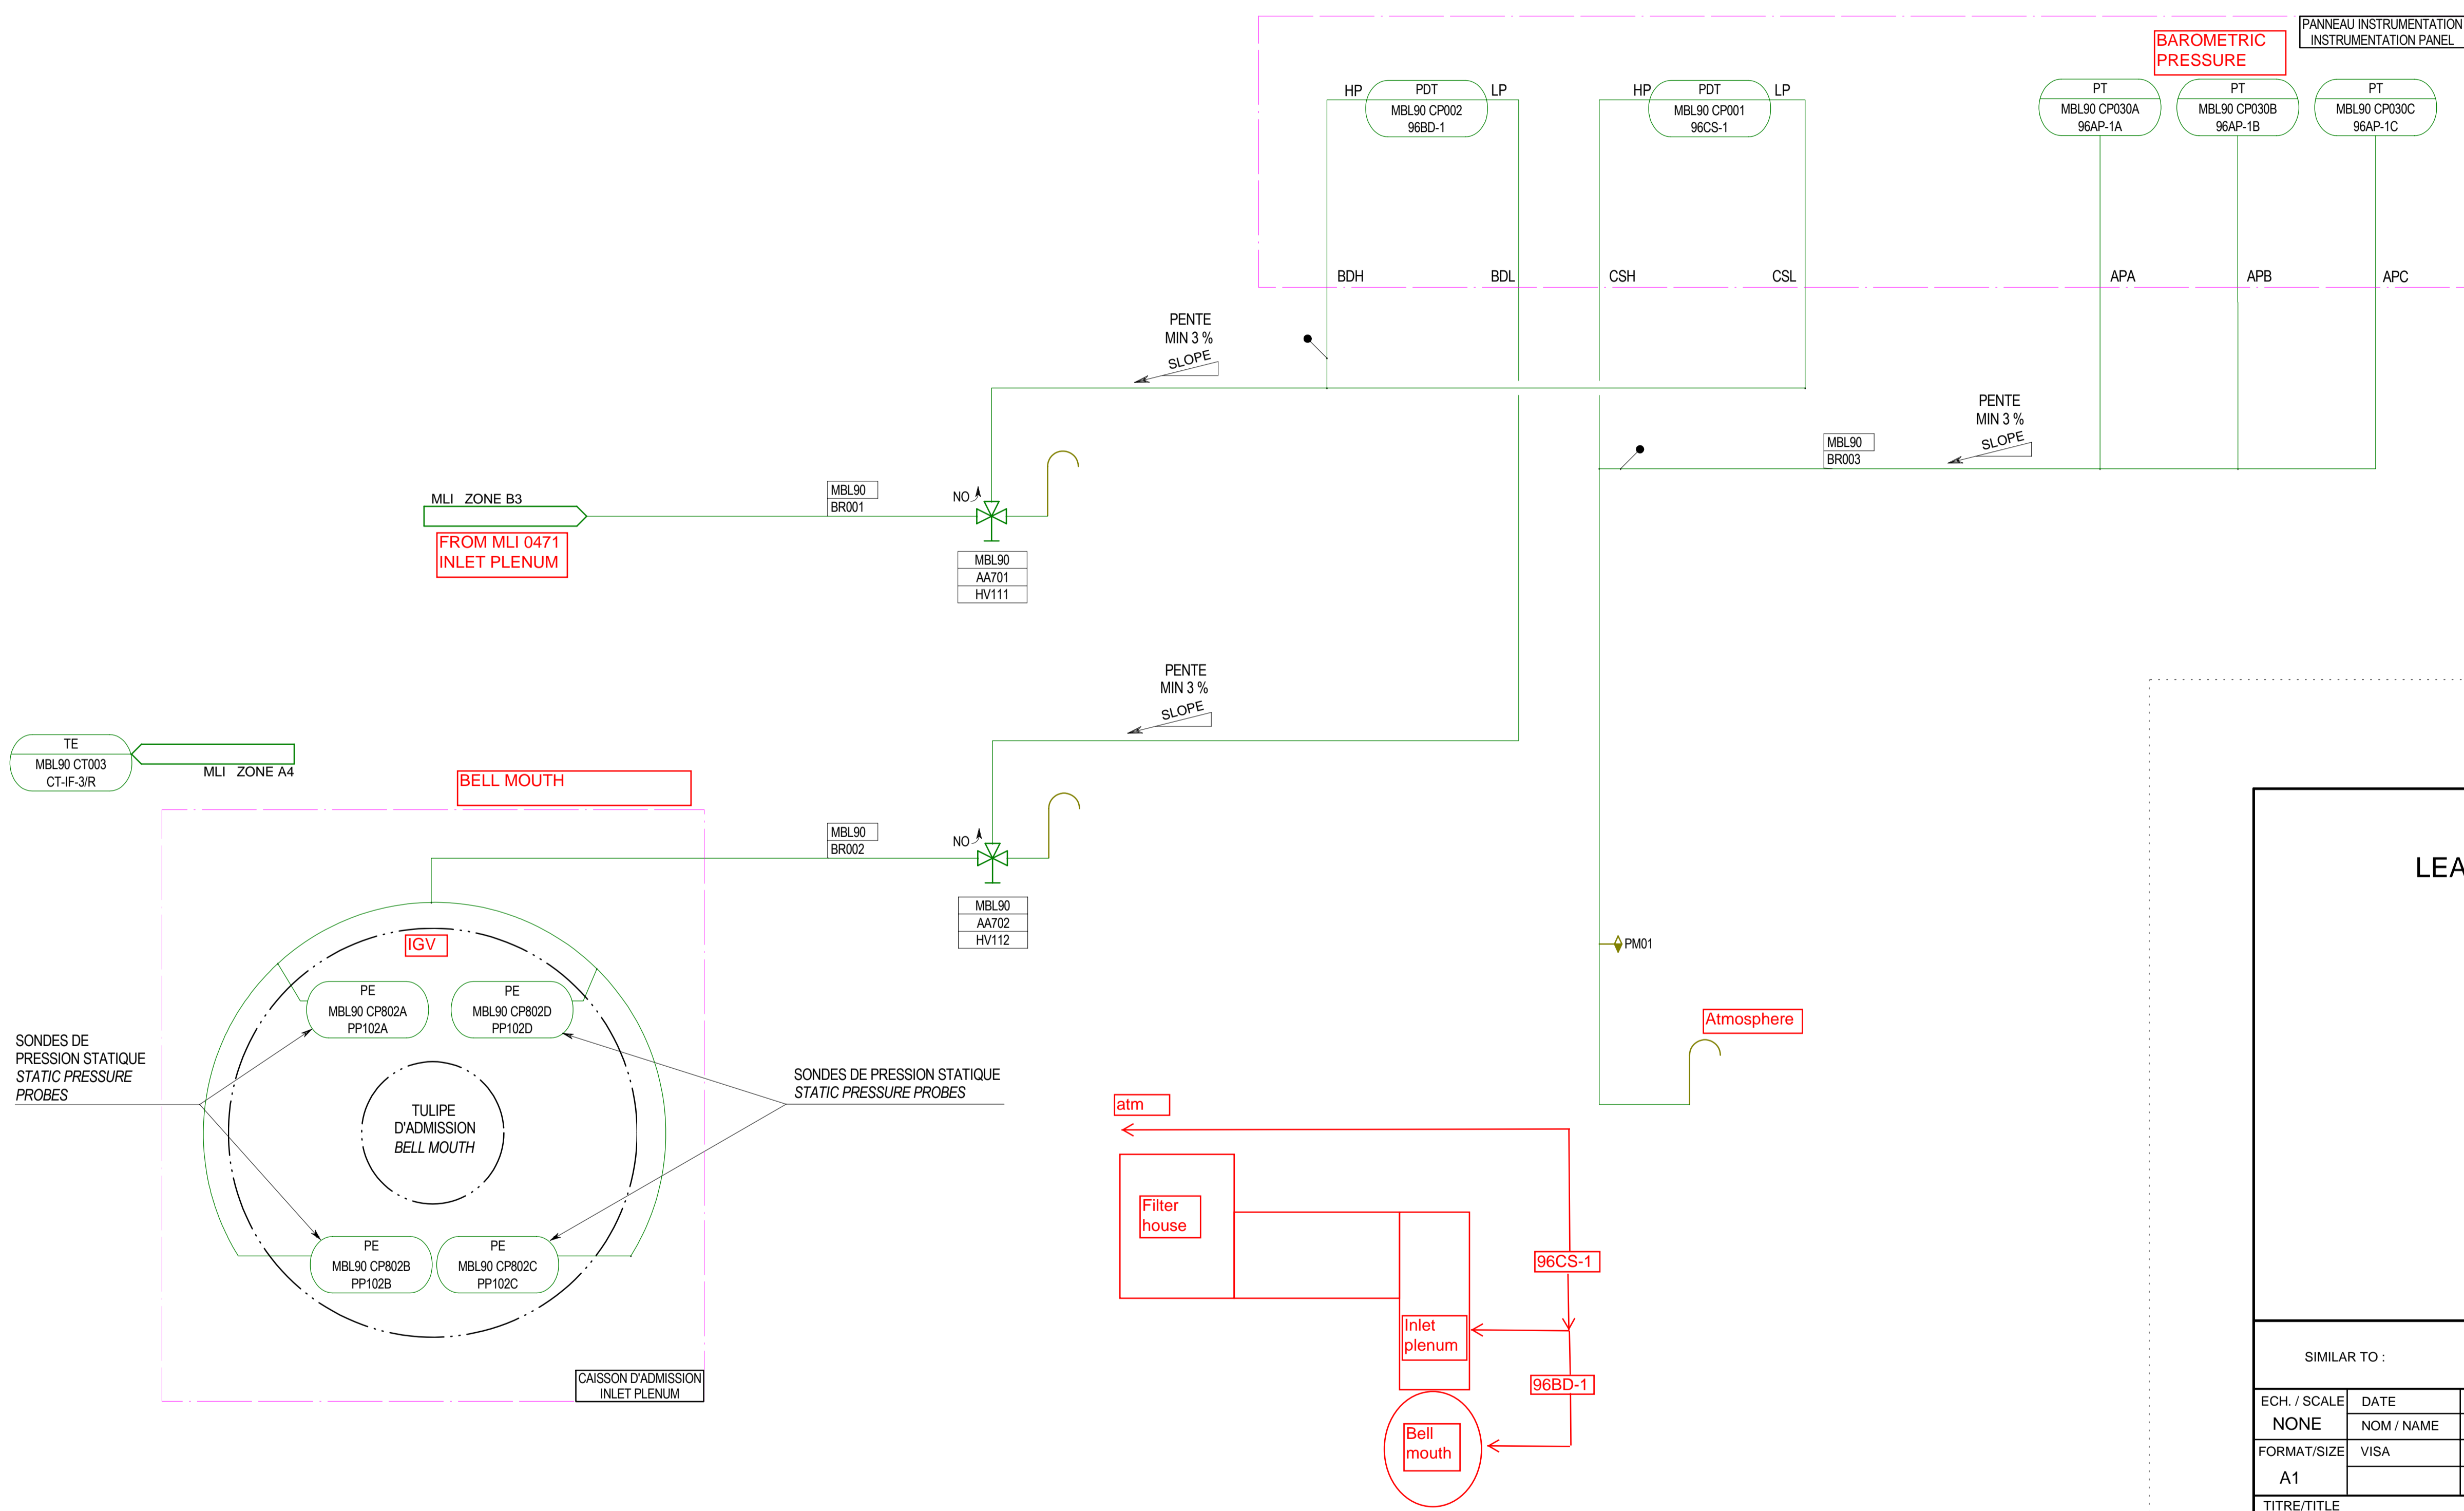 PANNEAU INSTRUMENTATION
INSTRUMENTATION PANEL
BAROMETRIC
PRESSURE
HP
PDT
MBL90 CP002
96BD-1
LP
HP
PDT
MBL90 CP001
96CS-1
LP
PT
MBL90 CP030A
96AP-1A
PT
MBL90 CP030B
96AP-1B
PT
MBL90 CP030C
96AP-1C
BDH
BDL
CSH
CSL
APA
APB
APC
PENTE
MIN 3 %
SLOPE
PENTE
MIN 3 %
SLOPE
MBL90
BR003
MLI ZONE B3
FROM MLI 0471
INLET PLENUM
MBL90
BR001
NO
MBL90
AA701
HV111
PENTE
MIN 3 %
SLOPE
TE
MBL90 CT003
CT-IF-3/R
MLI ZONE A4
BELL MOUTH
MBL90
BR002
NO
MBL90
AA702
HV112
IGV
PE
MBL90 CP802A
PP102A
PE
MBL90 CP802D
PP102D
SONDES DE
PRESSION STATIQUE
STATIC PRESSURE
PROBES
TULIPE
D'ADMISSION
BELL MOUTH
SONDES DE PRESSION STATIQUE
STATIC PRESSURE PROBES
PE
MBL90 CP802B
PP102B
PE
MBL90 CP802C
PP102C
CAISSON D'ADMISSION
INLET PLENUM
PM01
Atmosphere
atm
Filter
house
96CS-1
Inlet
plenum
96BD-1
Bell
mouth
LEA
SIMILAR TO :
ECH. / SCALE
NONE
DATE
NOM / NAME
FORMAT/SIZE
A1
VISA
TITRE/TITLE